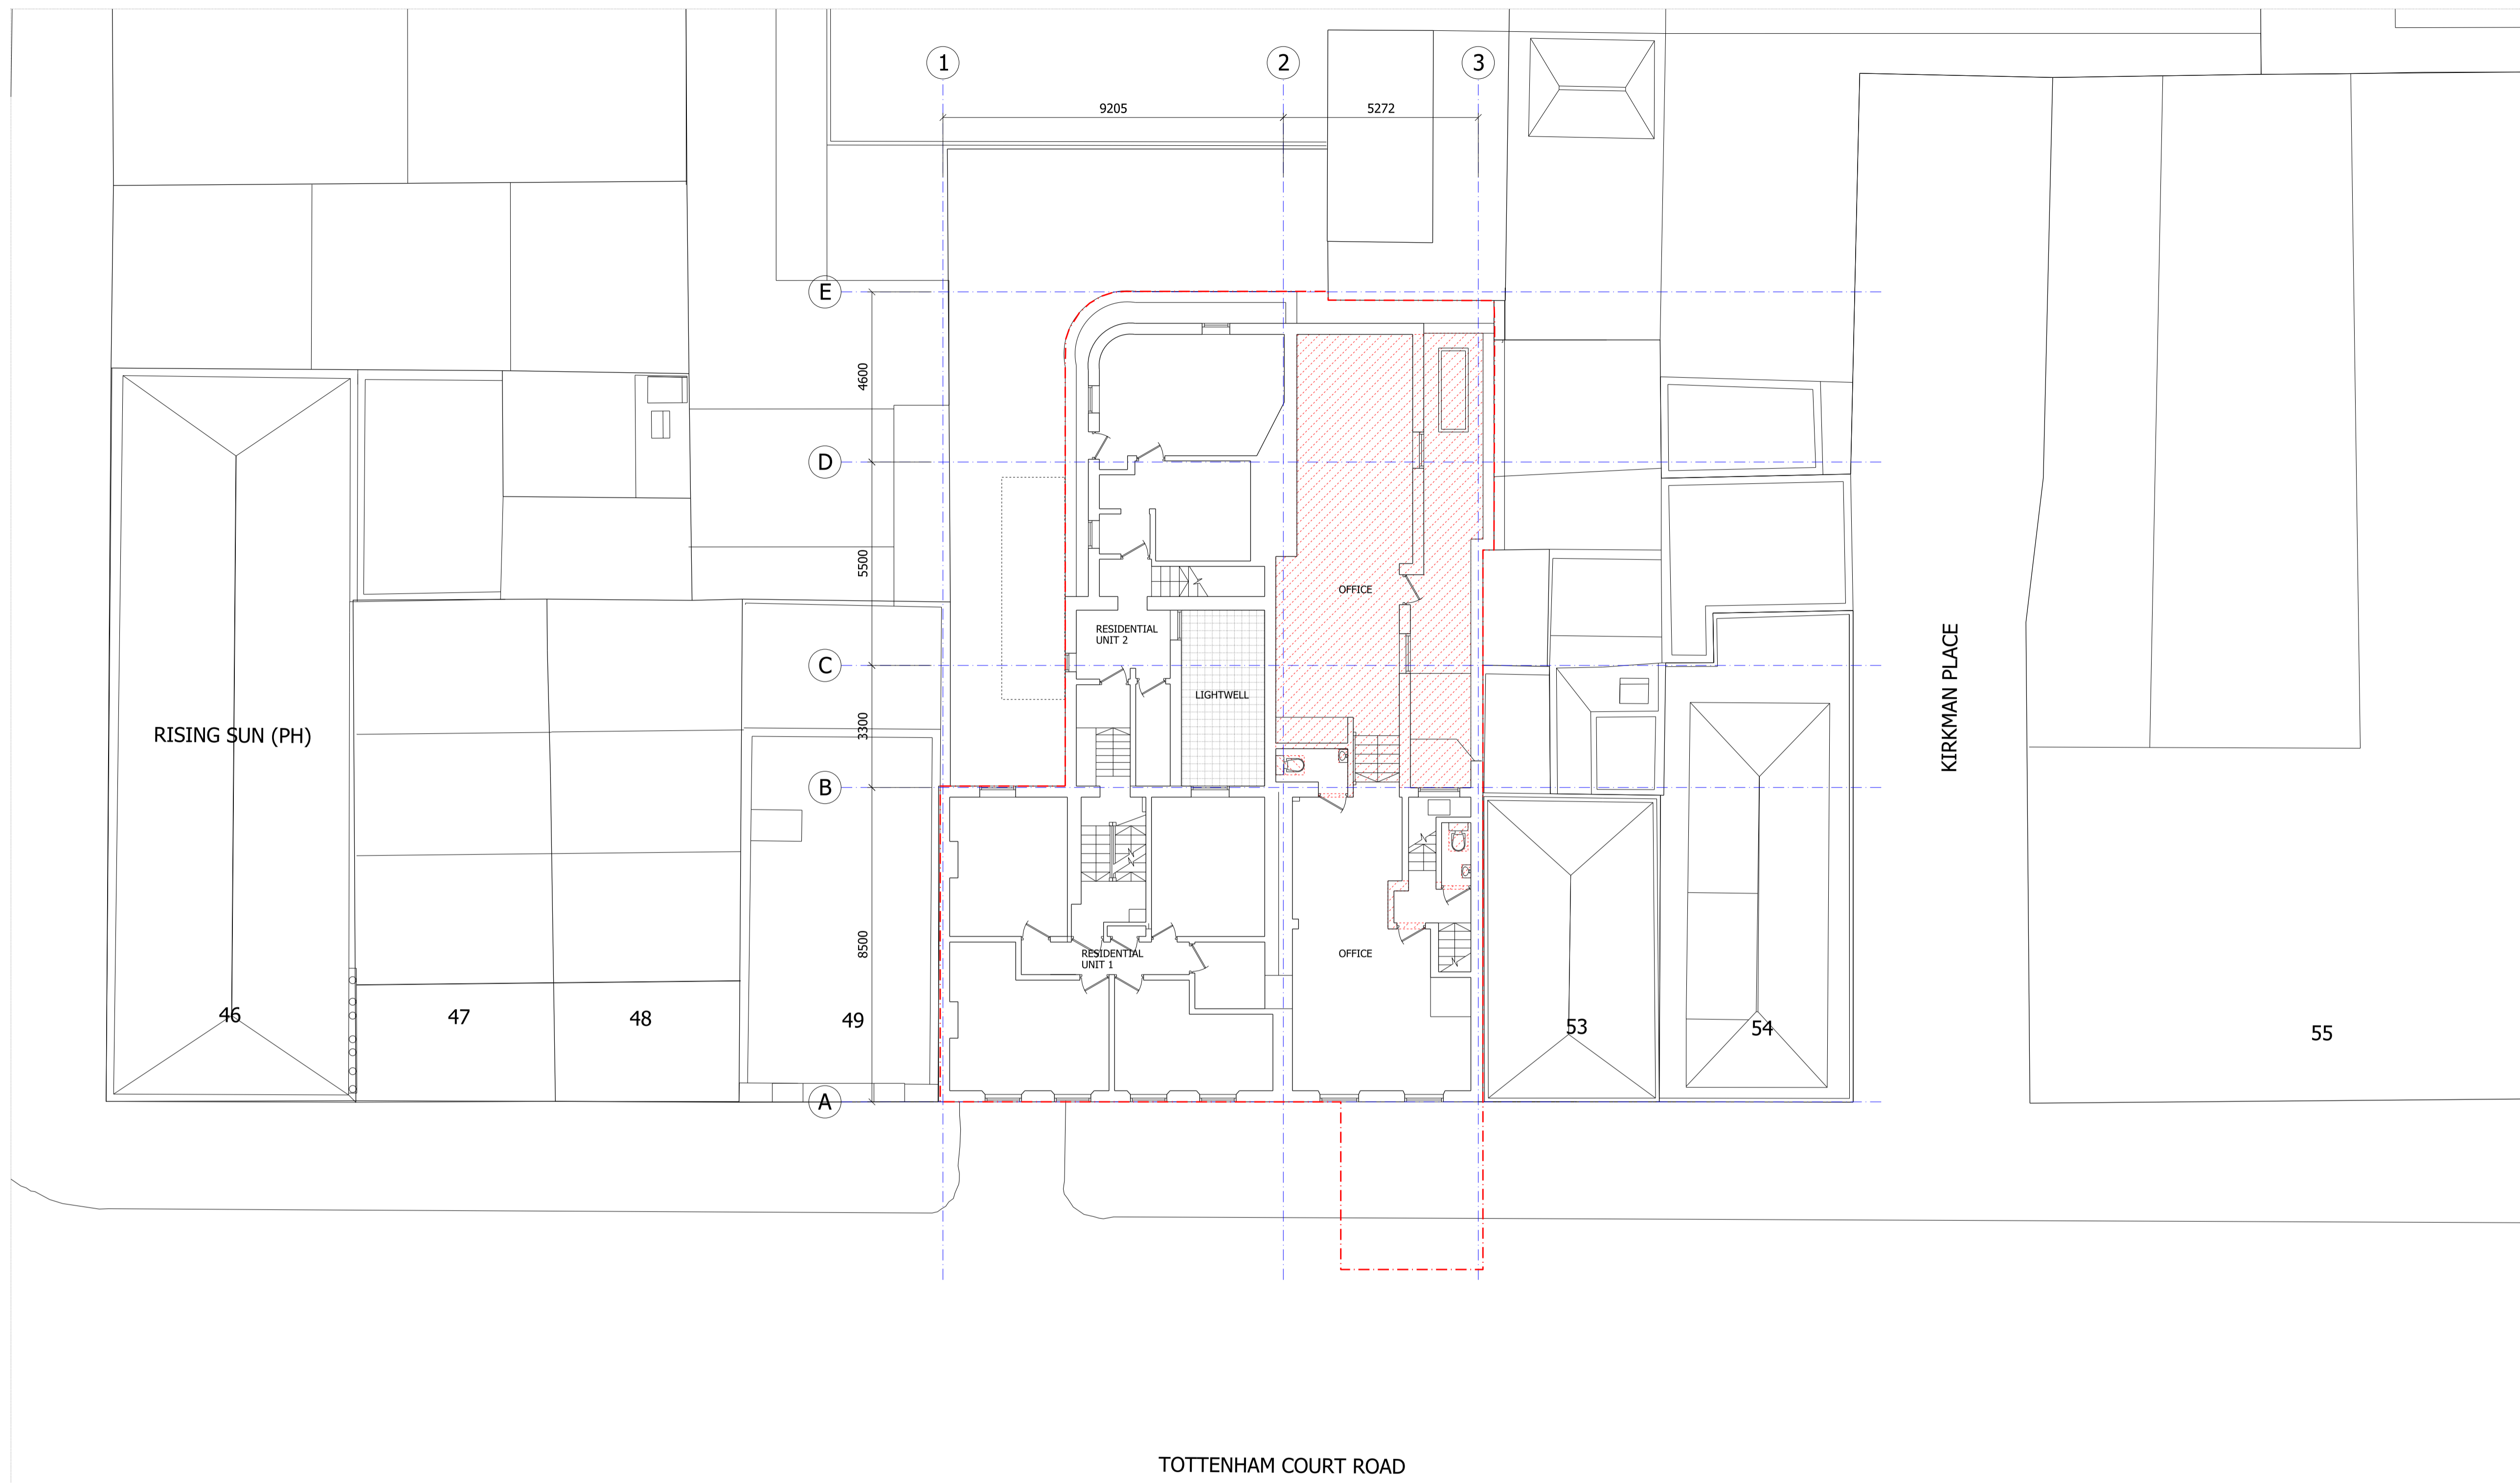 1
2
3
9205
5272
E
4600
D
5500
OFFICE
RESIDENTIAL
UNIT 2
C
LIGHTWELL
3300
RISING SUN (PH)
KIRKMAN PLACE
B
8500
RESIDENTIAL
UNIT 1
OFFICE
46
47
48
49
53
54
55
A
TOTTENHAM COURT ROAD